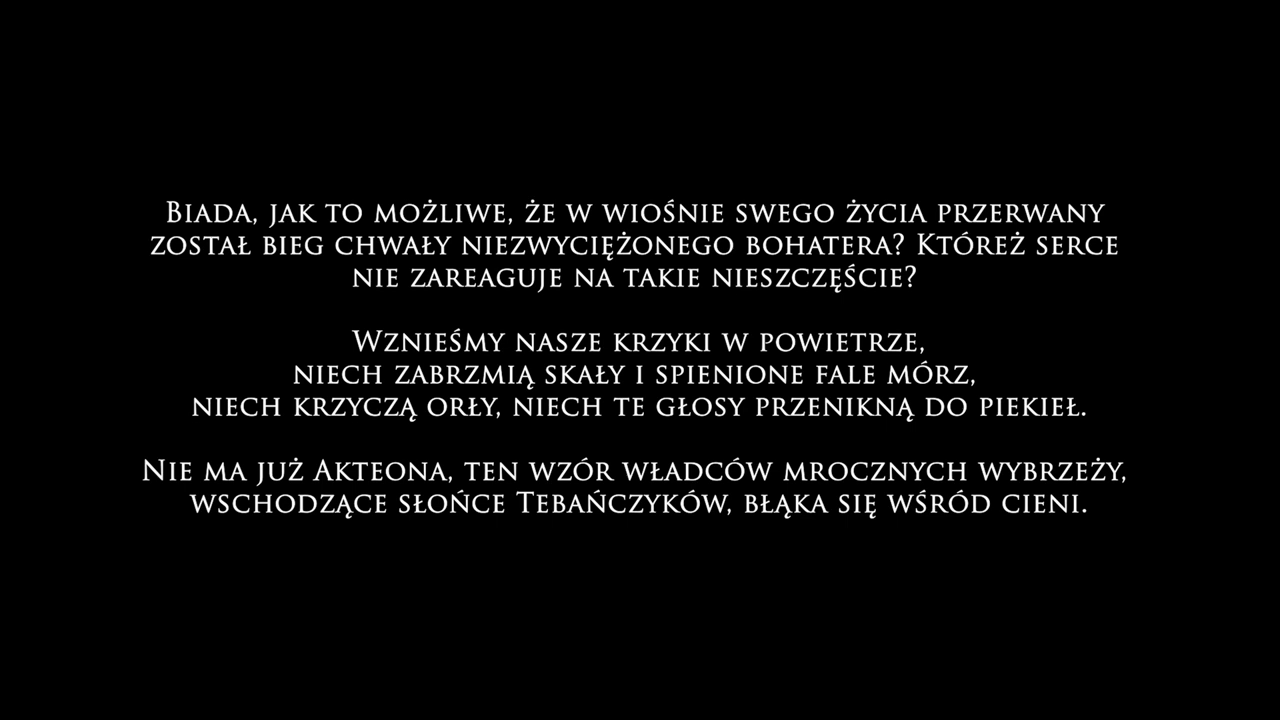 Biada, jak to możliwe, że w wiośnie swego życia przerwany
został bieg chwały niezwyciężonego bohatera? Któreż serce
nie zareaguje na takie nieszczęście?
Wznieśmy nasze krzyki w powietrze,
niech zabrzmią skały i spienione fale mórz,
niech krzyczą orły, niech te głosy przenikną do piekieł.
Nie ma już Akteona, ten wzór władców mrocznych wybrzeży,
wschodzące słońce Tebańczyków, błąka się wśród cieni.